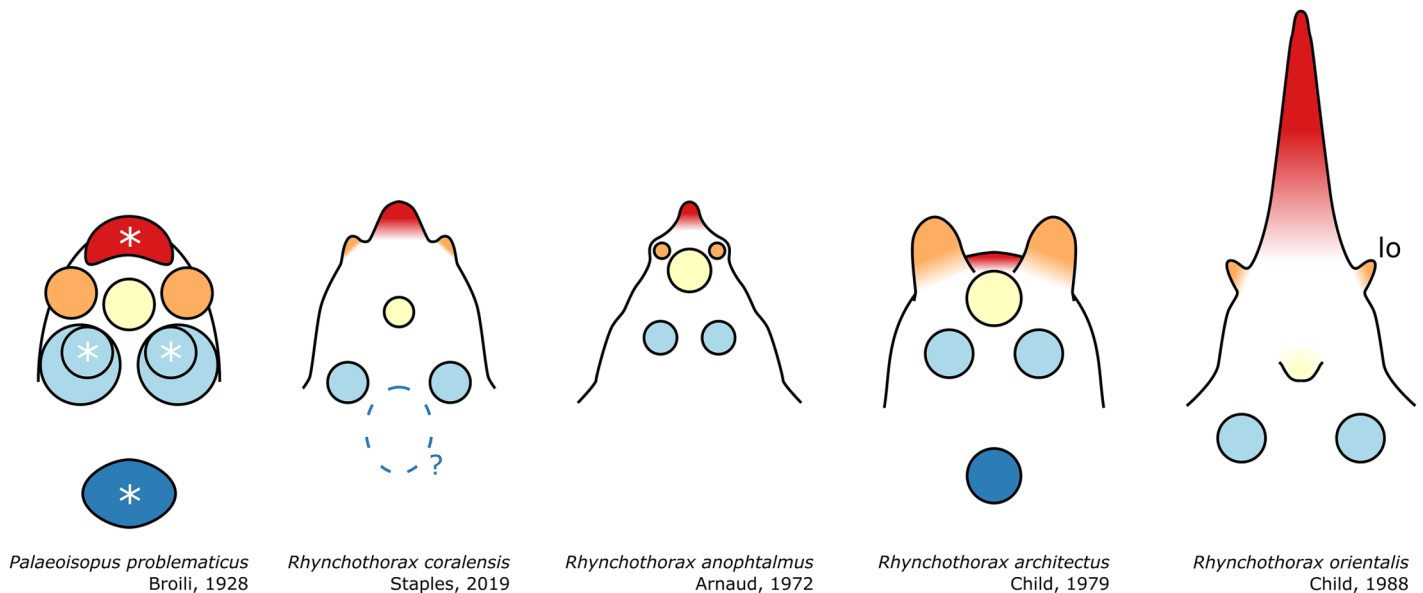 lo
*
* *
?
*
Palaeoisopus problematicus
Broili, 1928
Rhynchothorax coralensis
Staples, 2019
Rhynchothorax anophtalmus
Arnaud, 1972
Rhynchothorax architectus
Child, 1979
Rhynchothorax orientalis
Child, 1988